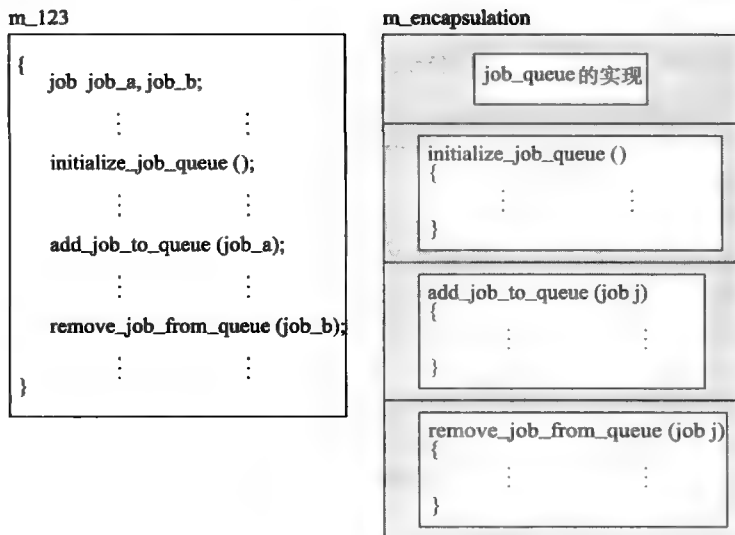 m_123
{
job job_a, job_b;
⋮ ⋮
initialize_job_queue ();
⋮ ⋮
add_job_to_queue (job_a);
⋮ ⋮
remove_job_from_queue (job_b);
⋮ ⋮
}
m_encapsulation
job_queue的实现
initialize_job_queue ()
{
⋮ ⋮
}
add_job_to_queue (job j)
{
⋮ ⋮
}
remove_job_from_queue (job j)
{
⋮ ⋮
}